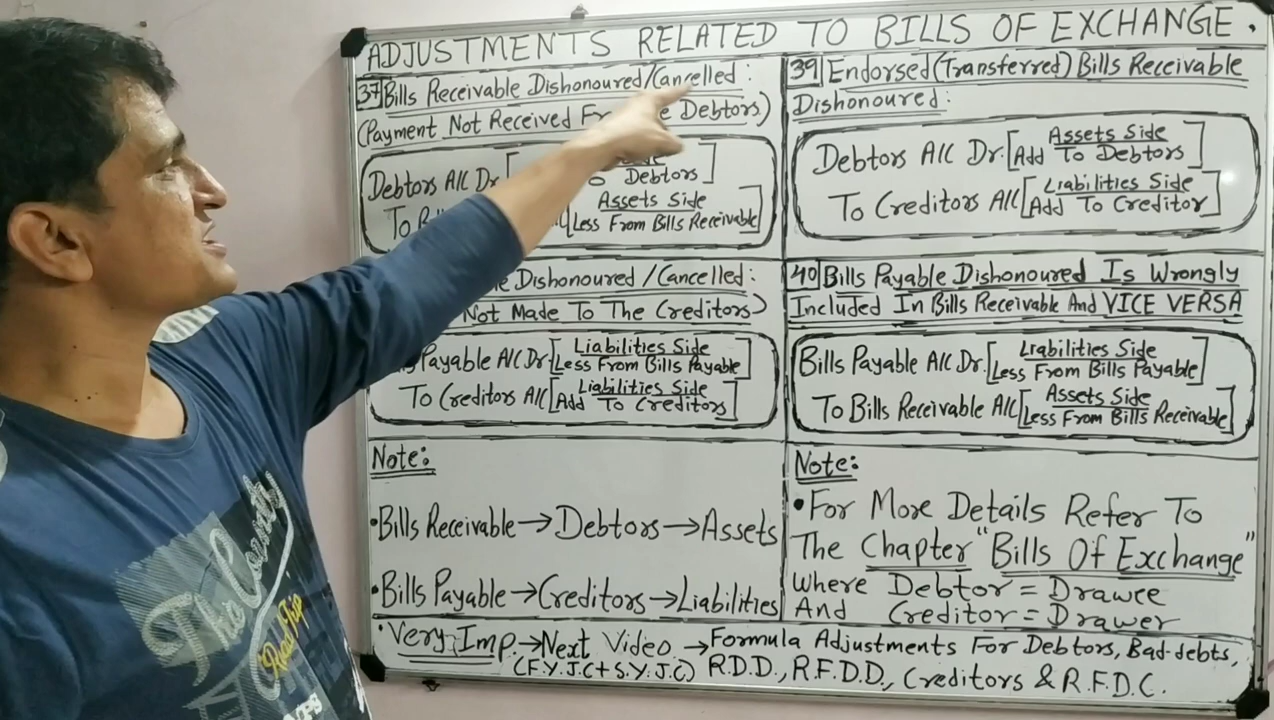 ADJUSTMENTS RELATED TO BILLS OF EXCHANGE.
37 Bills Receivable Dishonoured/Cancelled:
(Payment Not Received Debtors)
Debtors A/C Dr. [
Debtors]
To
Assets Side
Less From Bills Receivable]
Dishonoured/Cancelled:
Not Made To The Creditors)
Payable A/C Dr. [Liabilities Side
Less From Bills Payable]
To Creditors A/C [Liabilities Side
Add To Creditors]
Note:
•Bills Receivable→Debtors→Assets
•Bills Payable→Creditors→Liabilities
39 Endorsed(Transferred) Bills Receivable
Dishonoured:
Debtors A/C Dr. [Assets Side
Add To Debtors]
To Creditors A/C [Liabilities Side
Add To Creditor]
40 Bills Payable Dishonoured Is Wrongly
Included In Bills Receivable And VICE VERSA
Bills Payable A/C Dr. [Liabilities Side
Less From Bills Payable]
To Bills Receivable A/C [Assets Side
Less From Bills Receivable]
Note:
•For More Details Refer To
The Chapter "Bills Of Exchange"
Where Debtor = Drawee
And Creditor = Drawer
•Very Imp.→Next Video→Formula Adjustments For Debtors, Bad-debts,
(F.Y.J.C+S.Y.J.C) R.D.D., R.F.D.D., Creditors & R.F.D.C.
This Country
Road Trip